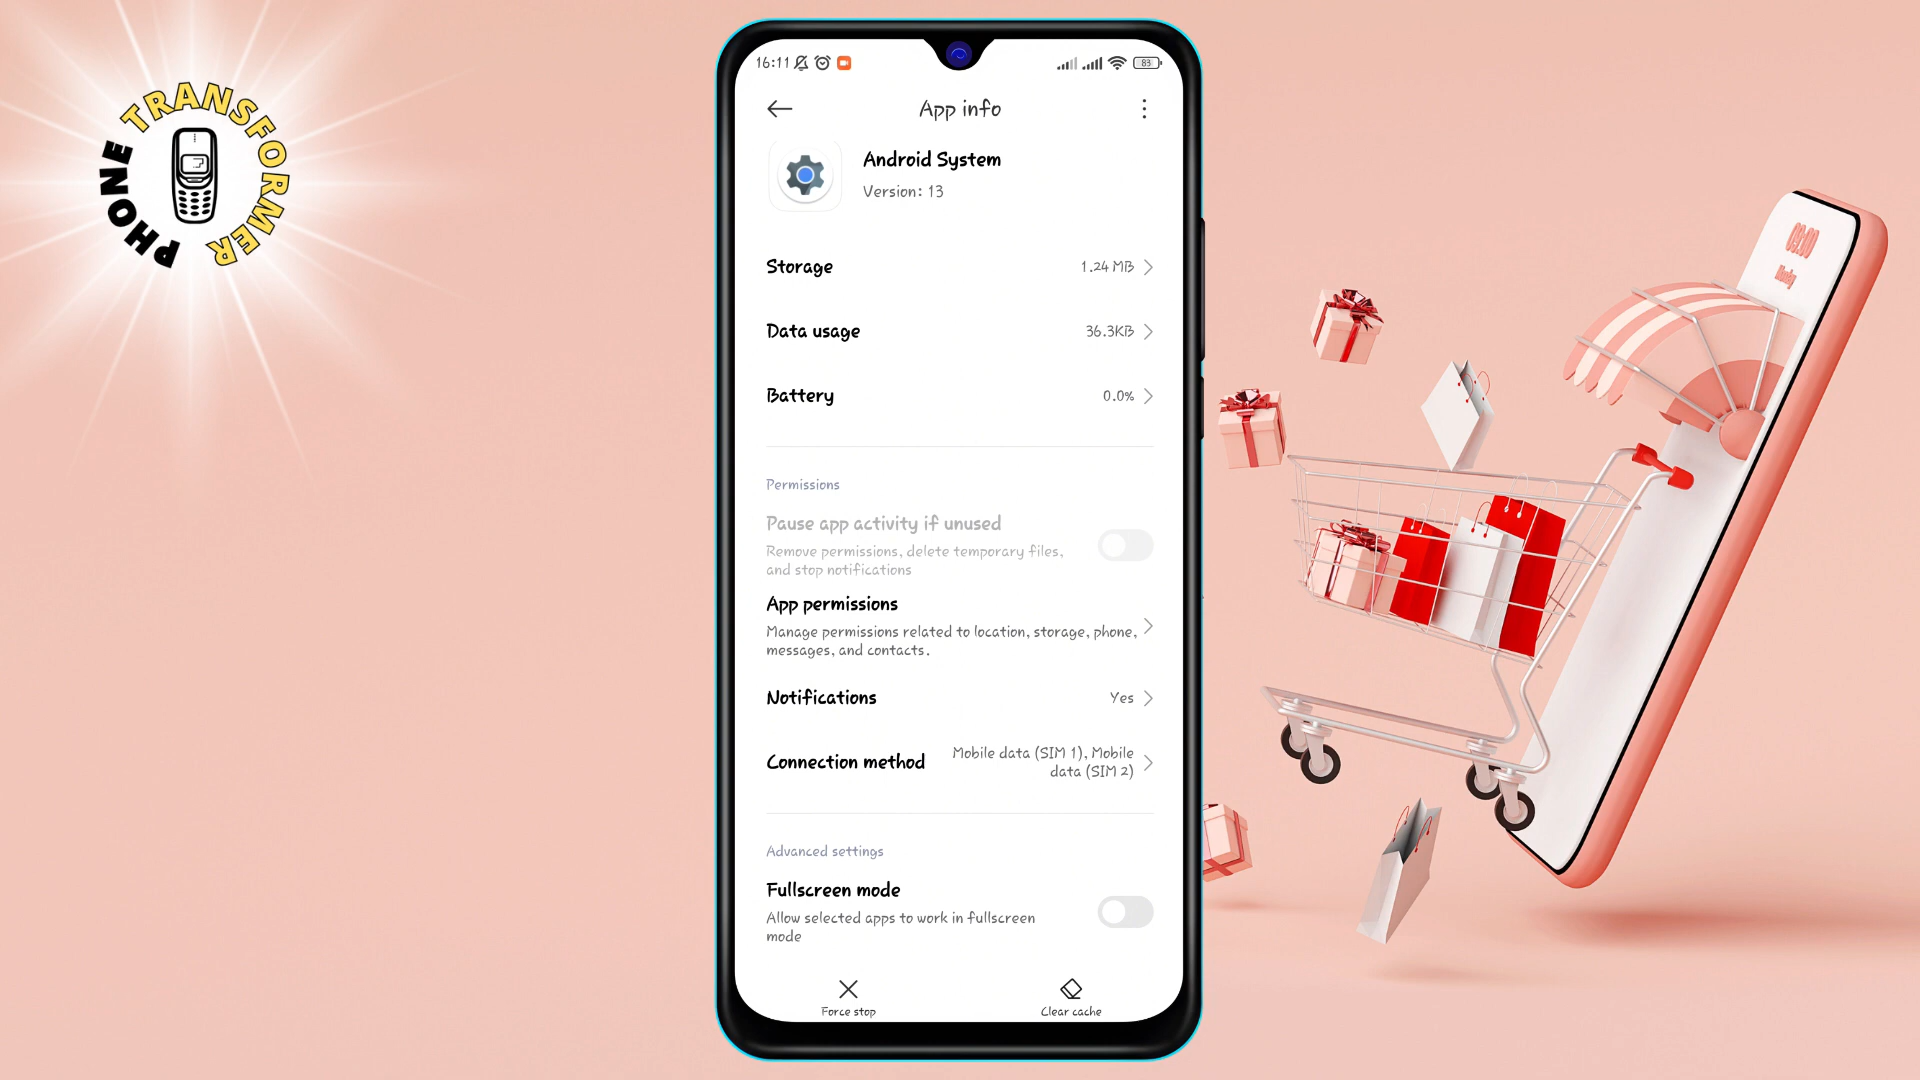 PHONE TRANSFORMER
16:11
83
App info
Android System
Version: 13
Storage
1.24 MB
Data usage
36.3KB
Battery
0.0%
Permissions
Pause app activity if unused
Remove permissions, delete temporary files,
and stop notifications
App permissions
Manage permissions related to location, storage, phone,
messages, and contacts.
Notifications
Yes
Connection method
Mobile data (SIM 1), Mobile
data (SIM 2)
Advanced settings
Fullscreen mode
Allow selected apps to work in fullscreen
mode
Force stop
Clear cache